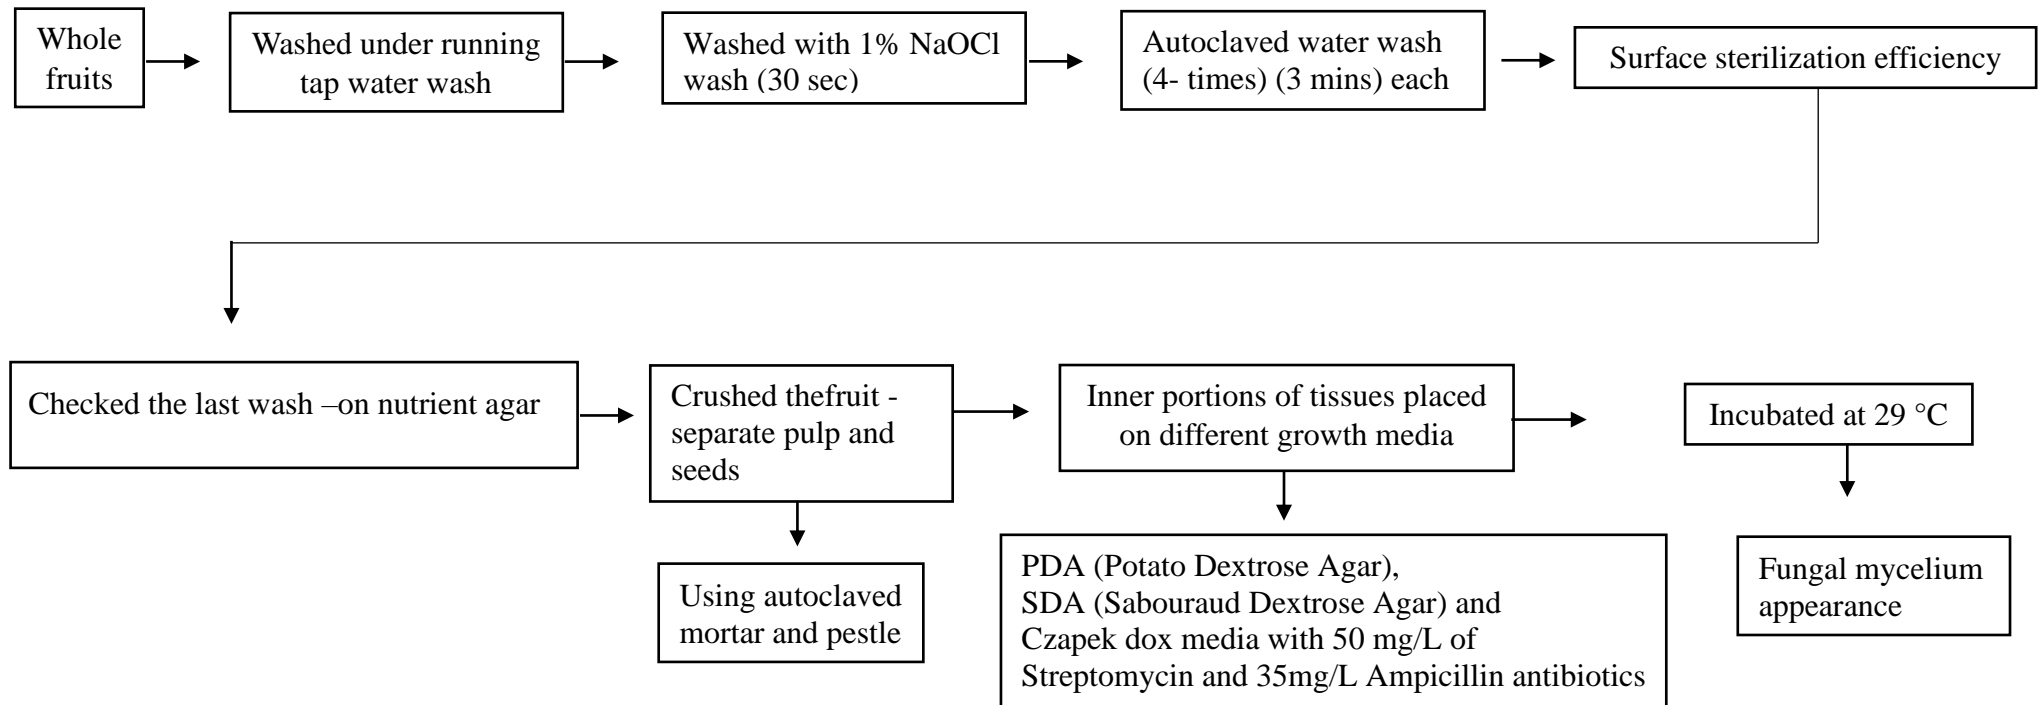 Whole
fruits
Washed under running
tap water wash
Washed with 1% NaOCl
wash (30 sec)
Autoclaved water wash
(4- times) (3 mins) each
Surface sterilization efficiency
Checked the last wash –on nutrient agar
Crushed thefruit -
separate pulp and
seeds
Using autoclaved
mortar and pestle
Inner portions of tissues placed
on different growth media
PDA (Potato Dextrose Agar),
SDA (Sabouraud Dextrose Agar) and
Czapek dox media with 50 mg/L of
Streptomycin and 35mg/L Ampicillin antibiotics
Incubated at 29 °C
Fungal mycelium
appearance